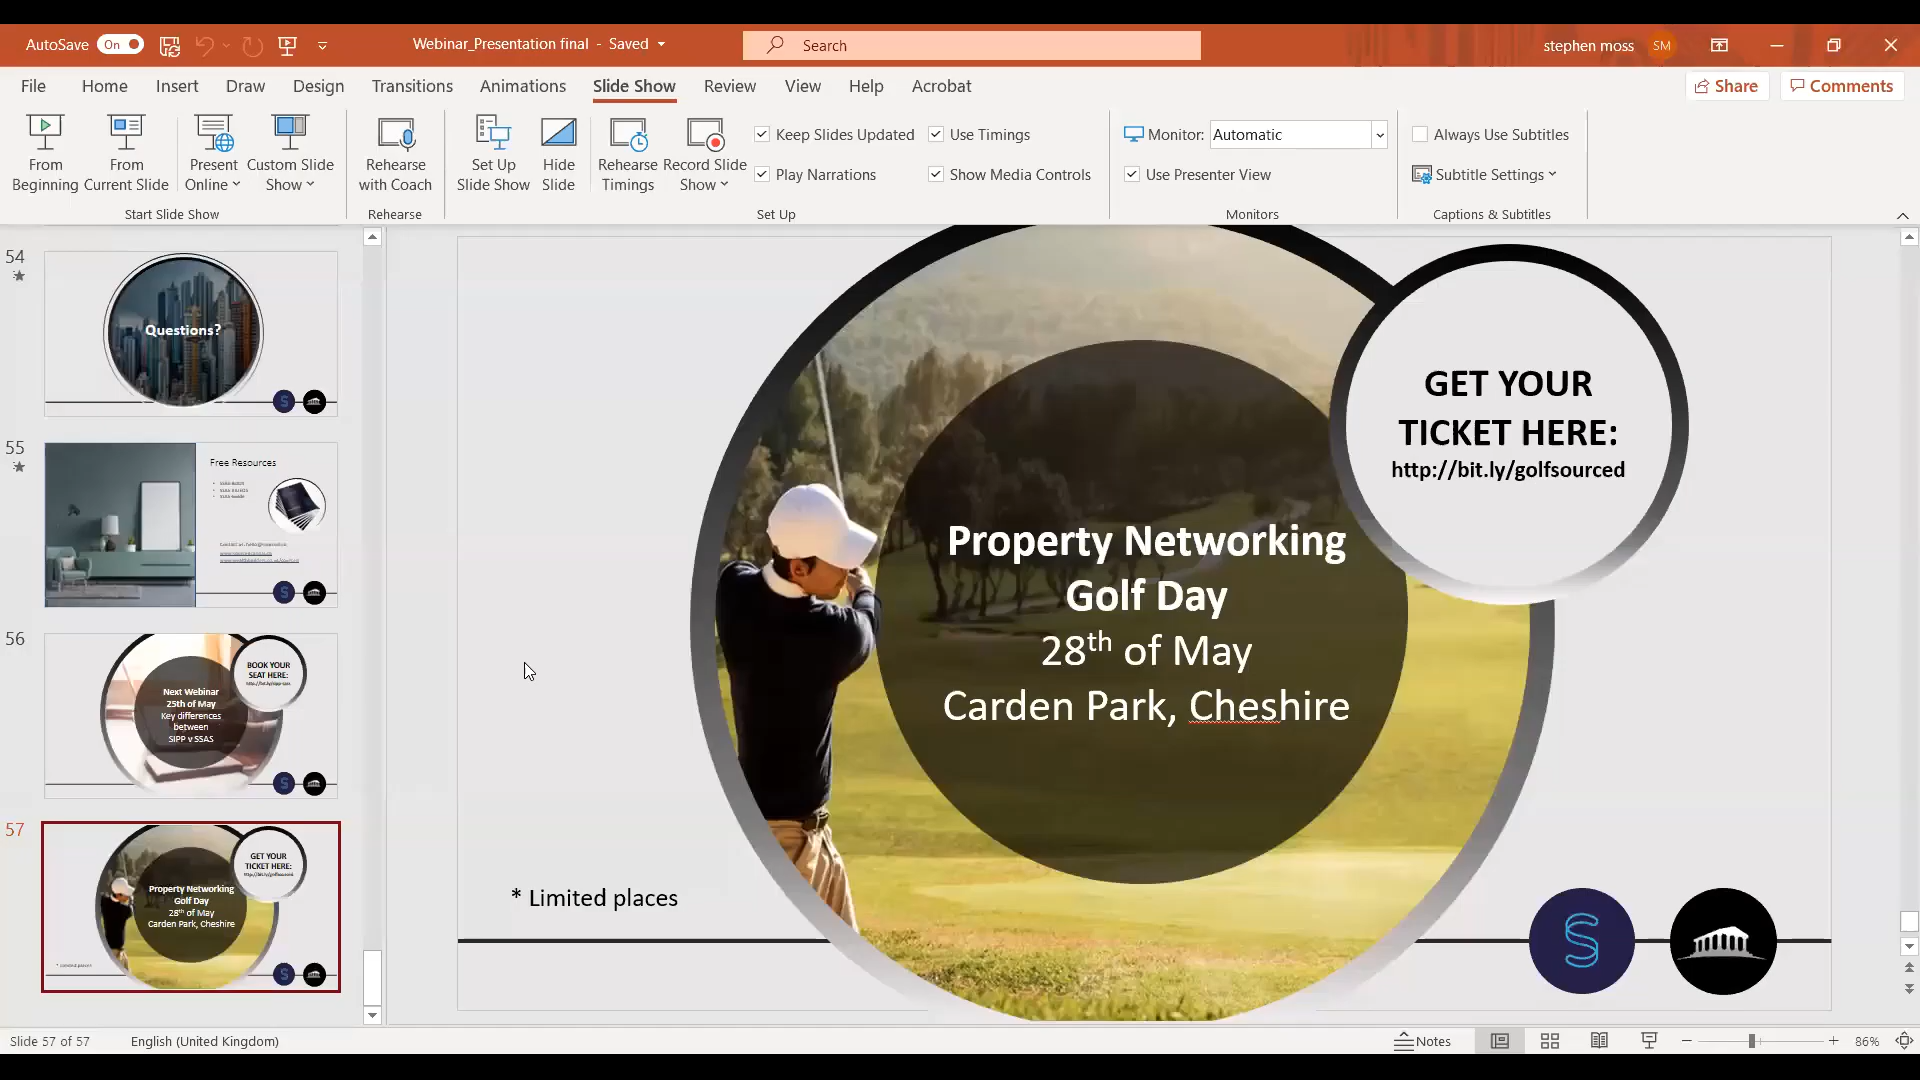 AutoSave On Webinar_Presentation final - Saved Search stephen moss SM
File Home Insert Draw Design Transitions Animations Slide Show Review View Help Acrobat Share Comments
From Beginning
From Current Slide
Present Online
Custom Slide Show
Rehearse with Coach
Set Up Slide Show
Hide Slide
Rehearse Timings
Record Slide Show
Keep Slides Updated
Play Narrations
Use Timings
Show Media Controls
Monitor: Automatic
Use Presenter View
Always Use Subtitles
Subtitle Settings
Start Slide Show Rehearse Set Up Monitors Captions & Subtitles
54
Questions?
S
55
Free Resources
S
56
BOOK YOUR
SEAT HERE:
Next Webinar
25th of May
Key differences
between
SIPP v SSAS
S
57
GET YOUR
TICKET HERE:
http://bit.ly/golfsourced
Property Networking
Golf Day
28th of May
Carden Park, Cheshire
* Limited places
S
GET YOUR
TICKET HERE:
http://bit.ly/golfsourced
Property Networking
Golf Day
28th of May
Carden Park, Cheshire
* Limited places
S
Slide 57 of 57 English (United Kingdom) Notes 86%